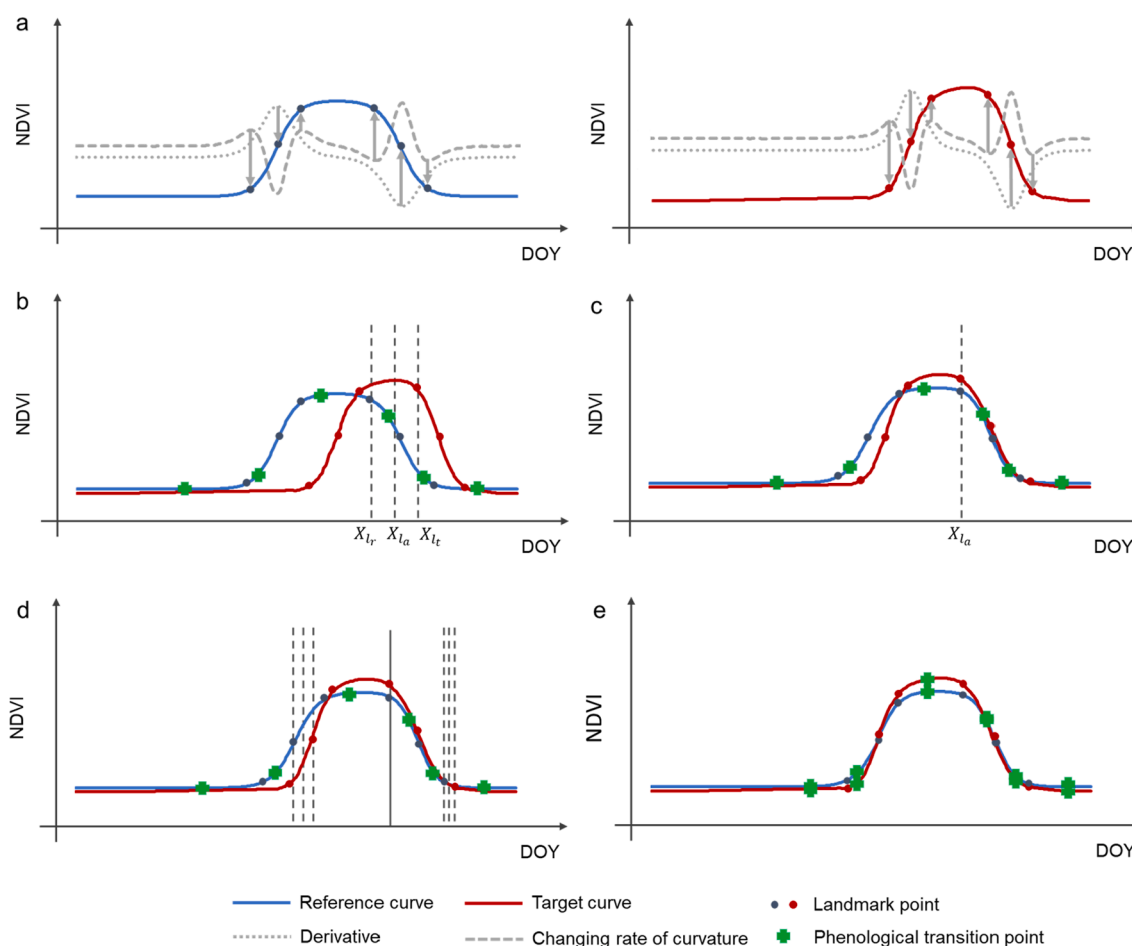 a
NDVI
DOY
NDVI
DOY
b
NDVI
X_{l_r} X_{l_a} X_{l_t}
DOY
c
NDVI
X_{l_a}
DOY
d
NDVI
DOY
e
NDVI
DOY
Reference curve
Target curve
Landmark point
Derivative
Changing rate of curvature
Phenological transition point